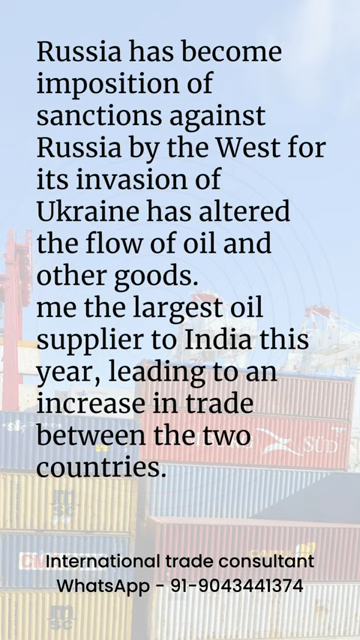 Russia has become
imposition of
sanctions against
Russia by the West for
its invasion of
Ukraine has altered
the flow of oil and
other goods.
me the largest oil
supplier to India this
year, leading to an
increase in trade
between the two
countries.
SÜD
International trade consultant
WhatsApp - 91-9043441374